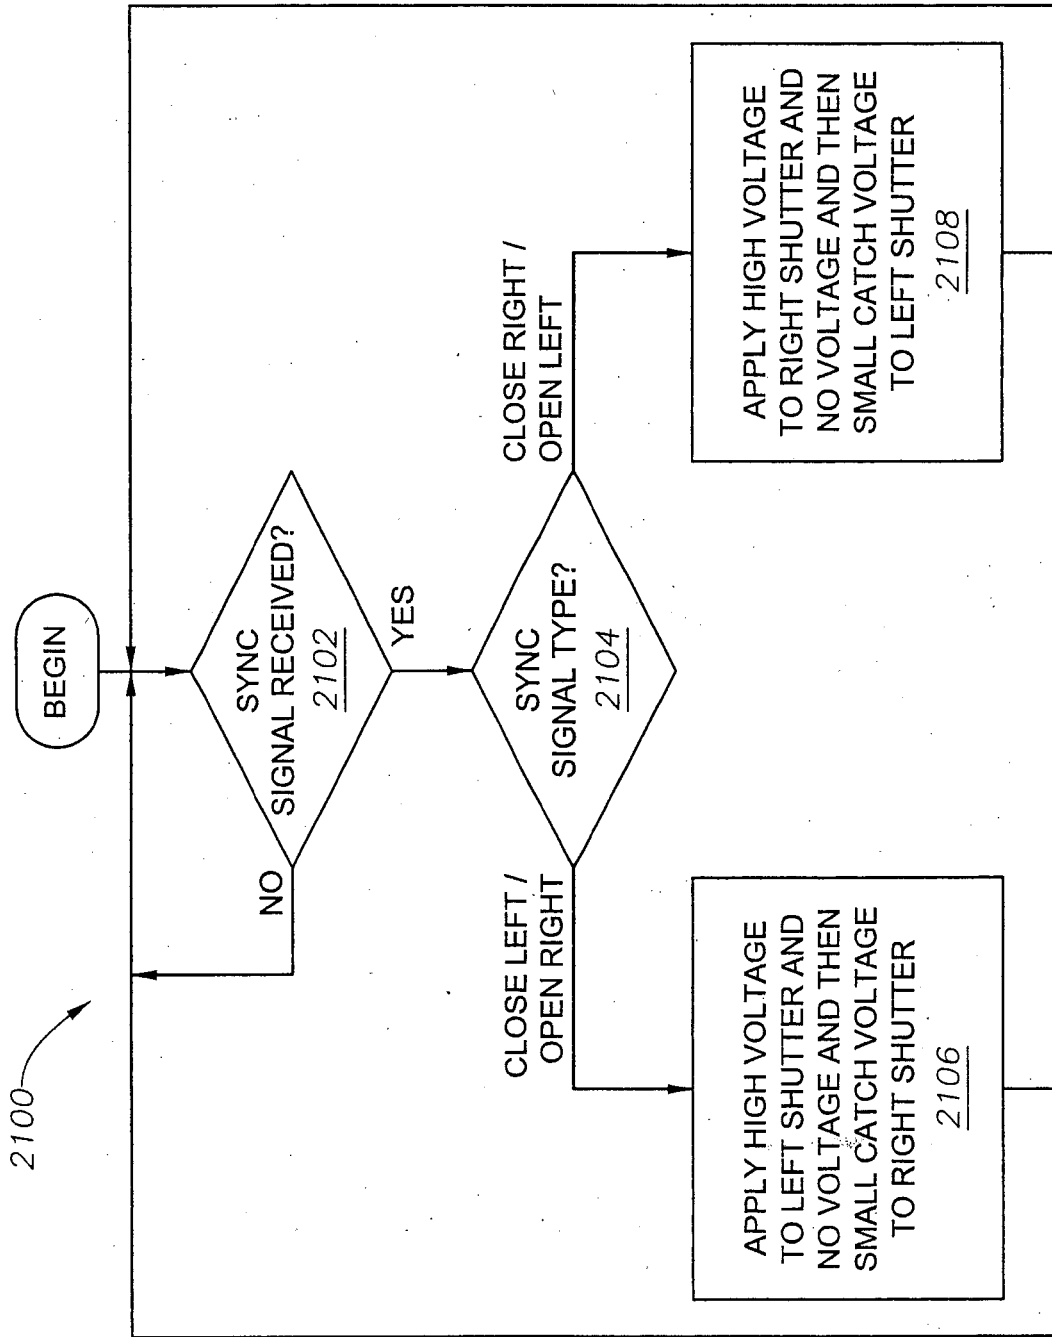 2100
BEGIN
SYNC
SIGNAL RECEIVED?
2102
NO
YES
SYNC
SIGNAL TYPE?
2104
CLOSE LEFT /
OPEN RIGHT
CLOSE RIGHT /
OPEN LEFT
APPLY HIGH VOLTAGE
TO LEFT SHUTTER AND
NO VOLTAGE AND THEN
SMALL CATCH VOLTAGE
TO RIGHT SHUTTER
2106
APPLY HIGH VOLTAGE
TO RIGHT SHUTTER AND
NO VOLTAGE AND THEN
SMALL CATCH VOLTAGE
TO LEFT SHUTTER
2108